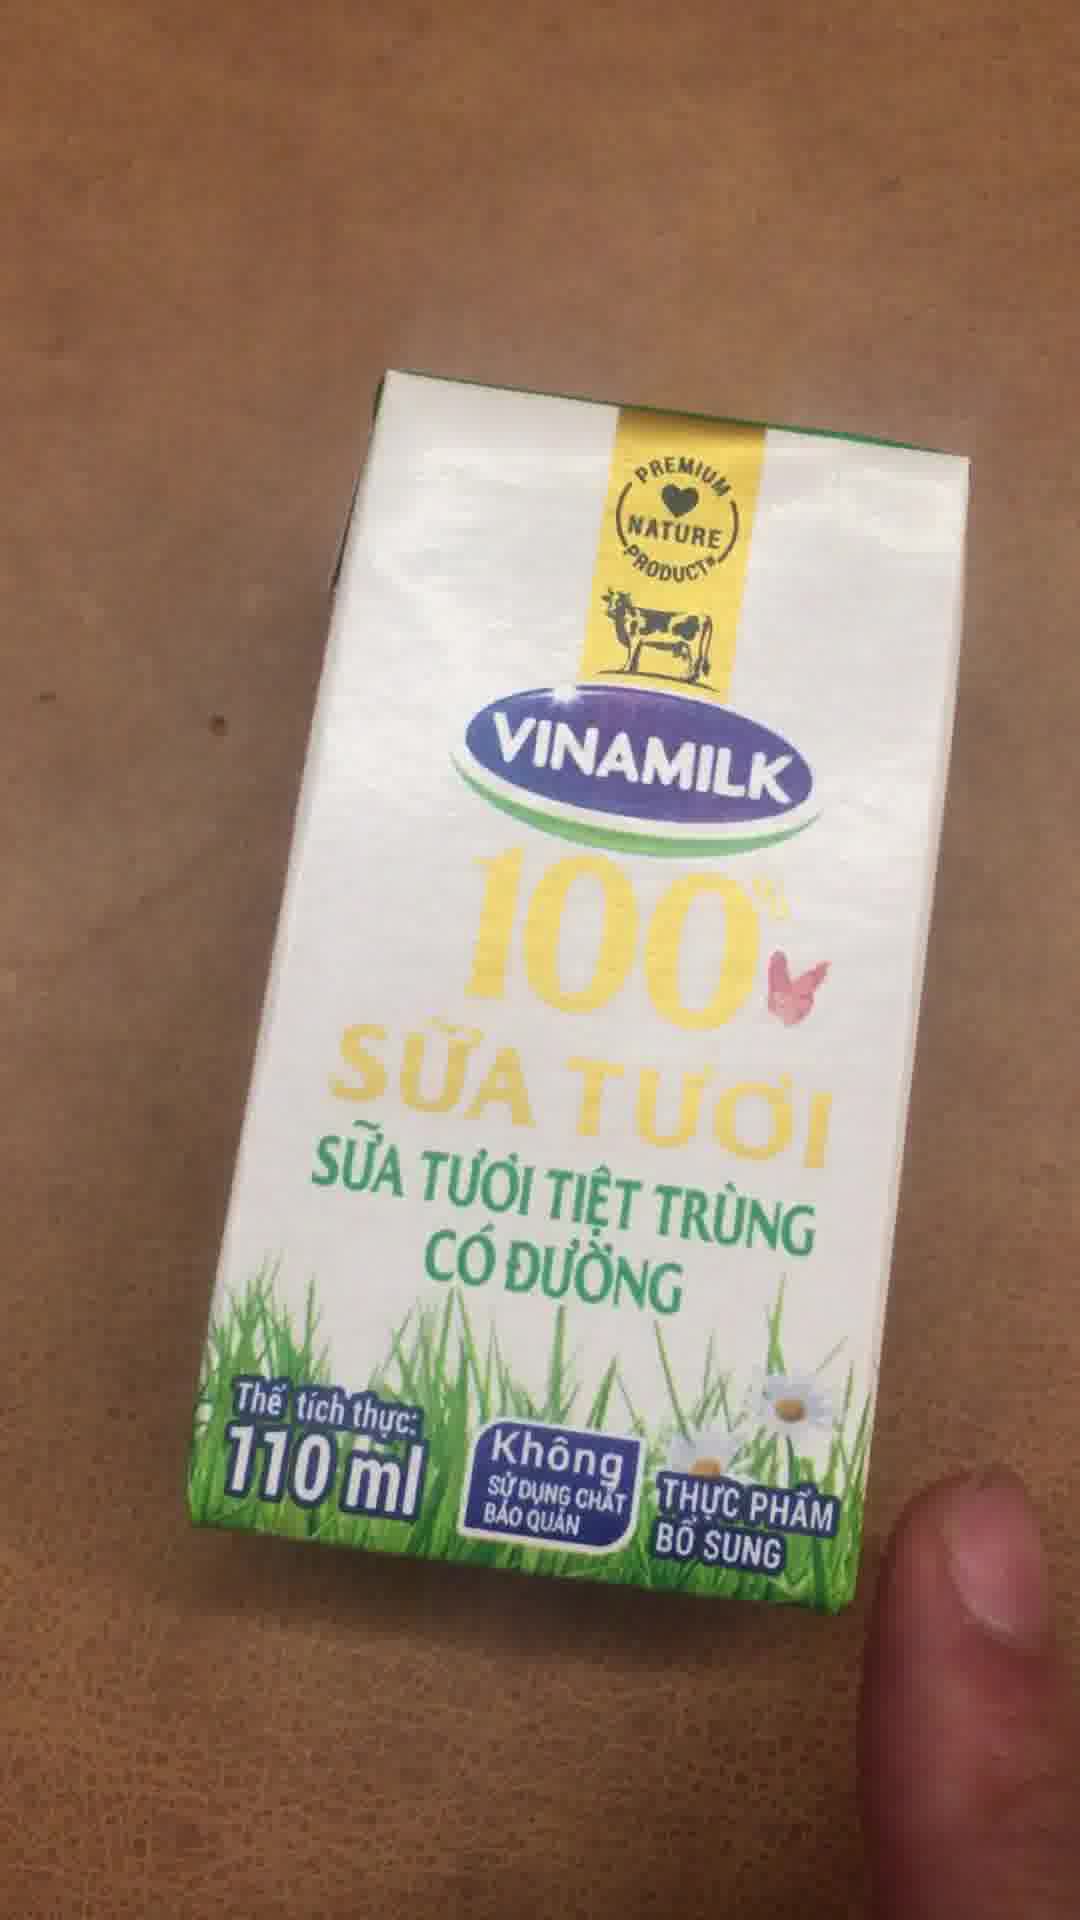 PREMIUM
NATURE
PRODUCT
VINAMILK
100%
SỮA TƯƠI
SỮA TƯƠI TIỆT TRÙNG
CÓ ĐƯỜNG
Thể tích thực:
110 ml
Không
SỬ DỤNG CHẤT
BẢO QUẢN
THỰC PHẨM
BỔ SUNG